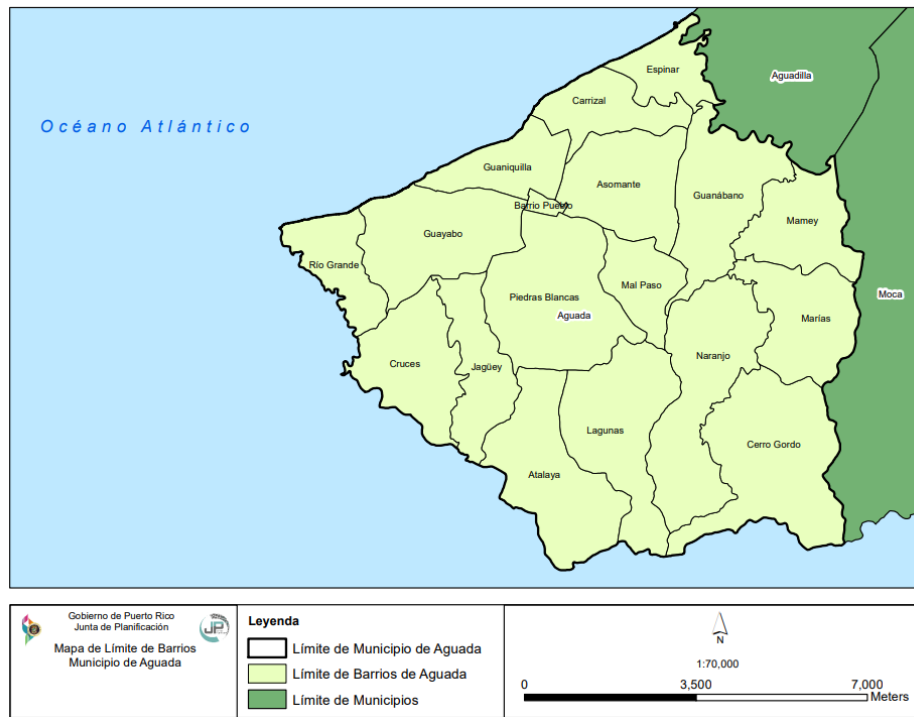 Espinar
Aguadilla
Carrizal
Océano Atlántico
Guaniquilla
Asomante
Guanábano
Barrio Pueblo
Mamey
Guayabo
Río Grande
Mal Paso
Piedras Blancas
Moca
Aguada
Marías
Naranjo
Cruces
Jagüey
Lagunas
Cerro Gordo
Atalaya
Gobierno de Puerto Rico
Junta de Planificación
JP
Mapa de Límite de Barrios
Municipio de Aguada
Leyenda
Límite de Municipio de Aguada
Límite de Barrios de Aguada
Límite de Municipios
N
1:70,000
0 3,500 7,000
Meters